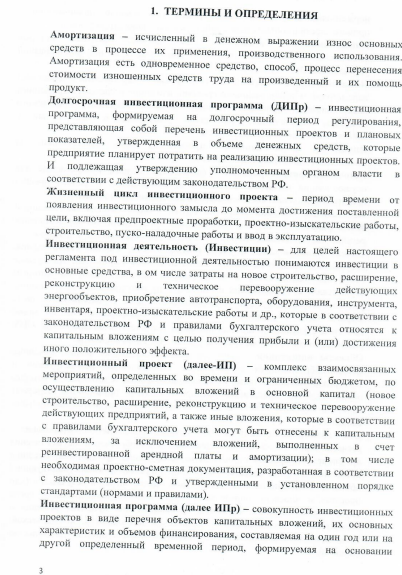 1. ТЕРМИНЫ И ОПРЕДЕЛЕНИЯ
Амортизация – исчисленный в денежном выражении износ основных
средств в процессе их применения, производственного использования.
Амортизация есть одновременно средство, способ, процесс перенесения
стоимости изношенных средств труда на произведенный и их помощь
продукт.
Долгосрочная инвестиционная программа (ДИПр) – инвестиционная
программа, формируемая на долгосрочный период регулирования,
представляющая собой перечень инвестиционных проектов и плановых
показателей, утвержденная в объеме денежных средств, которые
предприятие планирует потратить на реализацию инвестиционных проектов.
И подлежащая утверждению уполномоченным органом власти в
соответствии с действующим законодательством РФ.
Жизненный цикл инвестиционного проекта – период времени от
появления инвестиционного замысла до момента достижения поставленной
цели, включая предпроектные проработки, проектно-изыскательные работы,
строительство, пуско-наладочные работы и ввод в эксплуатацию.
Инвестиционная деятельность (Инвестиции) – для целей настоящего
регламента под инвестиционной деятельностью понимаются инвестиции в
основные средства, в ом числе затраты на новое строительство, расширение,
реконструкцию и техническое перевооружение действующих
энергообъектов, приобретение автотранспорта, оборудования, инструмента,
инвентаря, проектно-изыскательные работы и др., которые в соответствии с
законодательством РФ и правилами бухгалтерского учета относятся к
капитальным вложениям с целью получения прибыли и (или) достижения
иного положительного эффекта.
Инвестиционный проект (далее-ИП) – комплекс взаимосвязанных
мероприятий, определенных во времени и ограниченных бюджетом, по
осуществлению капитальных вложений в основной капитал (новое
строительство, расширение, реконструкцию и техническое перевооружение
действующих предприятий, а также иные вложения, которые в соответствии
с правилами бухгалтерского учета могут быть отнесены к капитальным
вложениям, за исключением вложений, выполненных в счет
реинвестированной арендной платы и амортизации); в том числе
необходимая проектно-сметная документация, разработанная в соответствии
с законодательством РФ и утвержденными в установленном порядке
стандартами (нормами и правилами).
Инвестиционная программа (далее ИПр) – совокупность инвестиционных
проектов в виде перечня объектов капитальных вложений, их основных
характеристик и объемов финансирования, составляемая на один год или на
другой определенный временной период, формируемая на основании
3